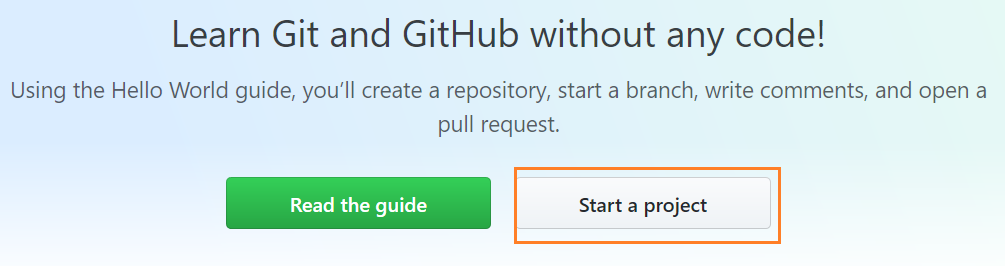 Learn Git and GitHub without any code!
Using the Hello World guide, you’ll create a repository, start a branch, write comments, and open a
pull request.
Read the guide
Start a project